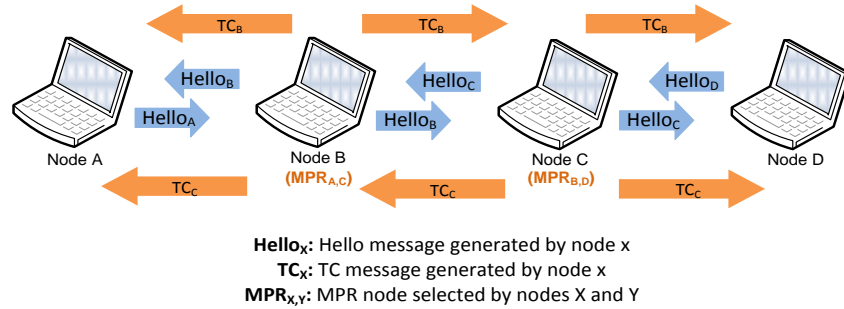 TC_B TC_B TC_B
Hello_B Hello_C Hello_D
Hello_A Hello_B Hello_C
Node A Node B Node C Node D
(MPR_A,C) (MPR_B,D)
TC_C TC_C TC_C
Hello_X: Hello message generated by node x
TC_X: TC message generated by node x
MPR_X,Y: MPR node selected by nodes X and Y